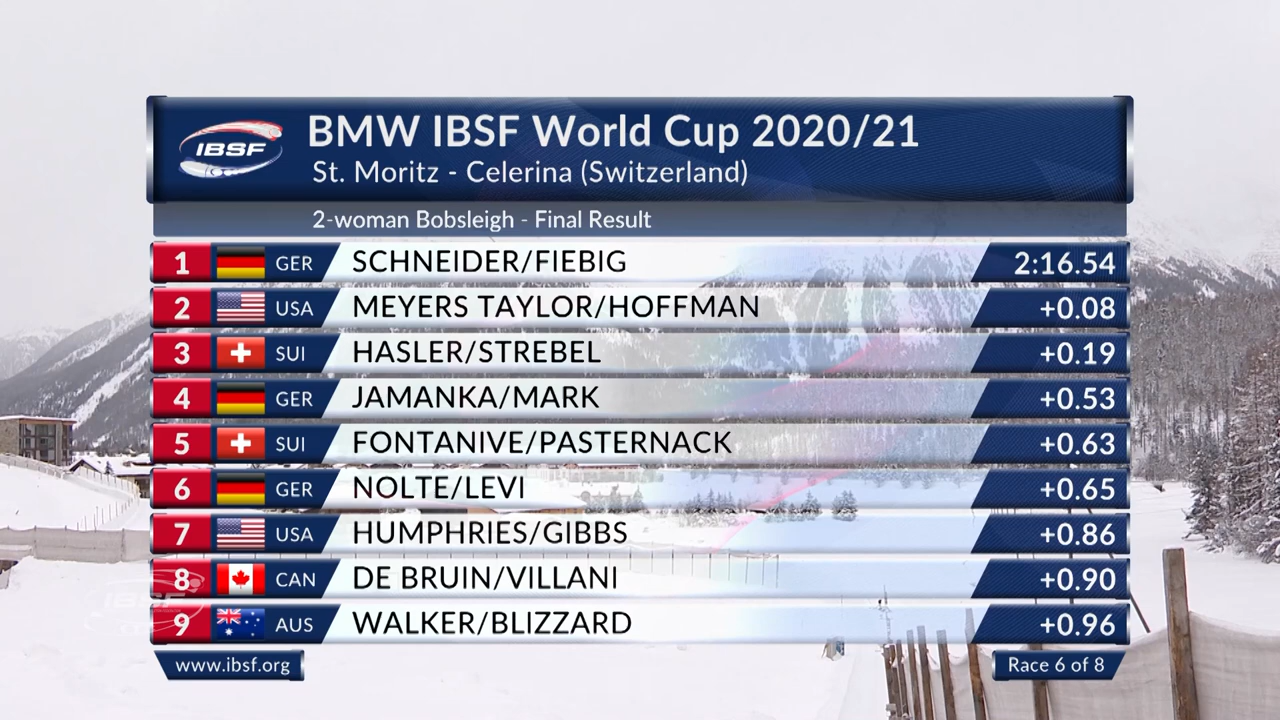 IBSF
BMW IBSF World Cup 2020/21
St. Moritz - Celerina (Switzerland)
2-woman Bobsleigh - Final Result
1 GER SCHNEIDER/FIEBIG 2:16.54
2 USA MEYERS TAYLOR/HOFFMAN +0.08
3 SUI HASLER/STREBEL +0.19
4 GER JAMANKA/MARK +0.53
5 SUI FONTANIVE/PASTERNACK +0.63
6 GER NOLTE/LEVI +0.65
7 USA HUMPHRIES/GIBBS +0.86
8 CAN DE BRUIN/VILLANI +0.90
IBSF
9 AUS WALKER/BLIZZARD +0.96
www.ibsf.org Race 6 of 8